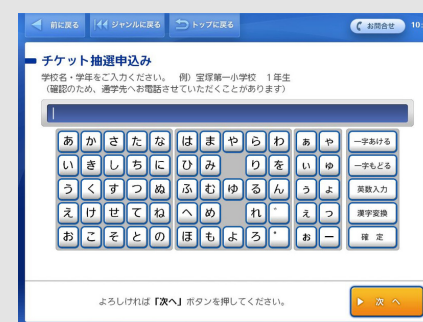 前に戻る ジャンルに戻る トップに戻る お問合せ 10:
チケット抽選申込み
学校名・学年をご入力ください。 例）宝塚第一小学校 1年生
（確認のため、通学先へお電話させていただくことがあります）
あ か さ た な は ま や ら わ ぁ ゃ 一字あける
い き し ち に ひ み り を ぃ ゅ 一字もどる
う く す つ ぬ ふ む ゆ る ん ぅ ょ 英数入力
え け せ て ね へ め れ ゛ ぇ っ 漢字変換
お こ そ と の ほ も よ ろ ゜ ぉ ー 確 定
よろしければ「次へ」ボタンを押してください。 次 へ